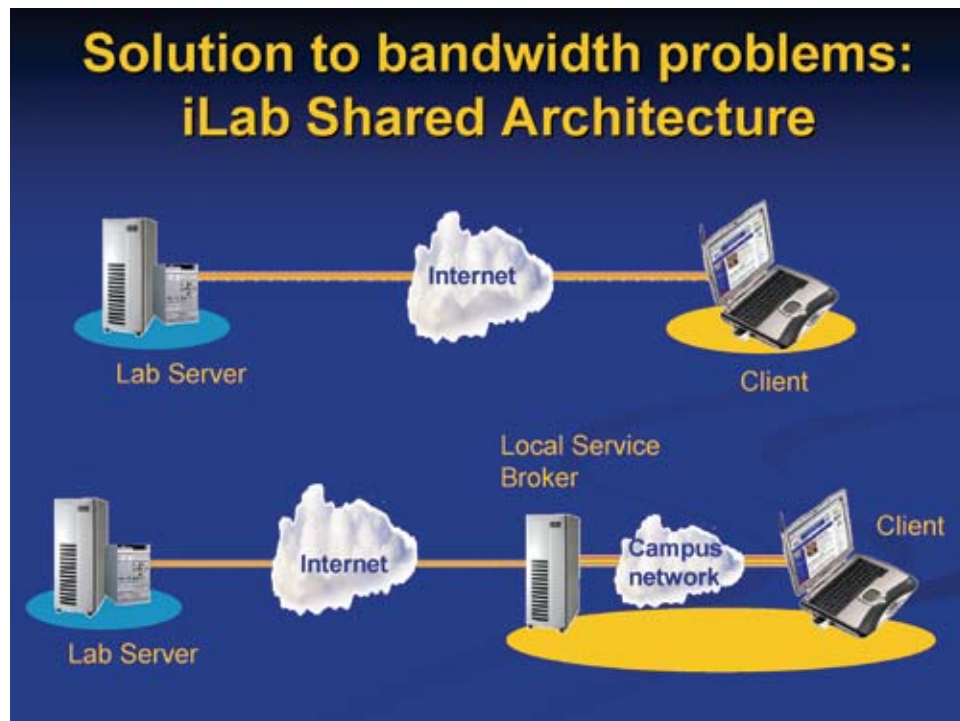 Solution to bandwidth problems:
iLab Shared Architecture
Internet
Lab Server
Client
Local Service
Broker
Client
Internet
Campus
network
Lab Server